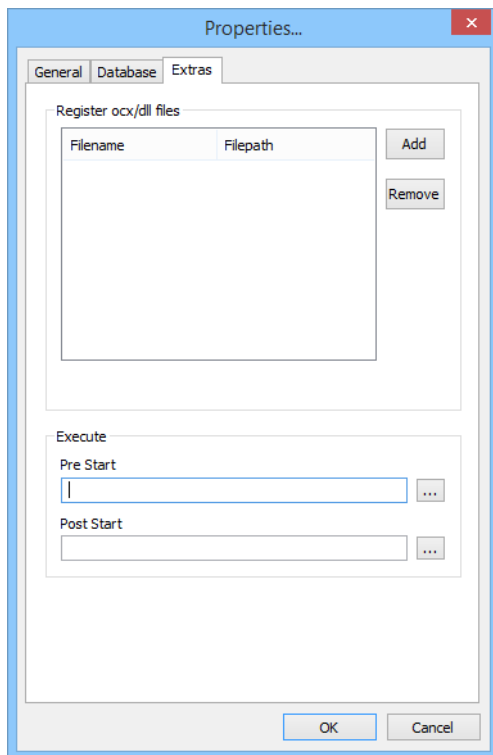 Properties...
General Database Extras
Register ocx/dll files
Filename Filepath Add
Remove
Execute
Pre Start
...
Post Start
...
OK Cancel